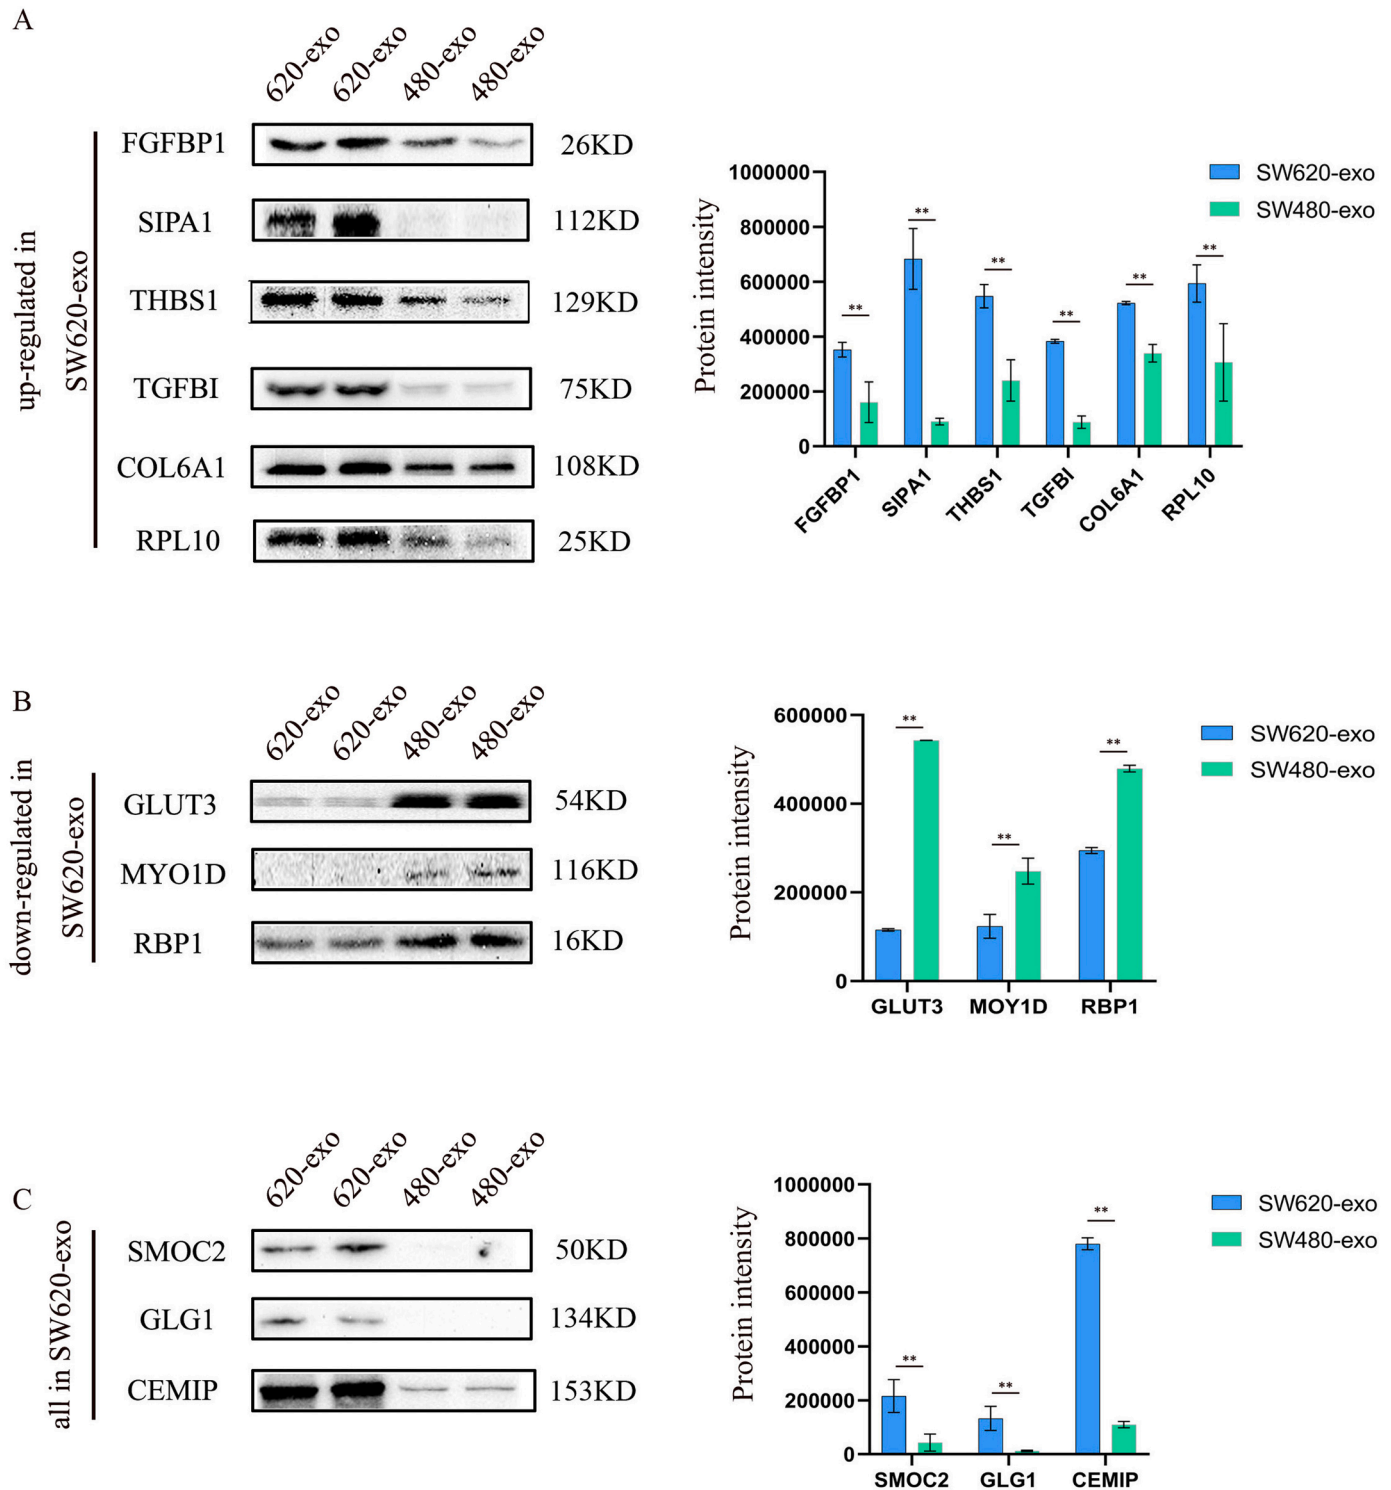 A
620-exo 620-exo 480-exo 480-exo
up-regulated in
SW620-exo
FGFBP1 26KD
SIPA1 112KD
THBS1 129KD
TGFBI 75KD
COL6A1 108KD
RPL10 25KD
Protein intensity
1000000
800000
600000
400000
200000
0
** ** ** ** ** **
FGFBP1 SIPA1 THBS1 TGFBI COL6A1 RPL10
SW620-exo
SW480-exo
B
620-exo 620-exo 480-exo 480-exo
down-regulated in
SW620-exo
GLUT3 54KD
MYO1D 116KD
RBP1 16KD
Protein intensity
600000
400000
200000
0
** ** **
GLUT3 MOY1D RBP1
SW620-exo
SW480-exo
C
620-exo 620-exo 480-exo 480-exo
all in SW620-exo
SMOC2 50KD
GLG1 134KD
CEMIP 153KD
Protein intensity
1000000
800000
600000
400000
200000
0
** ** **
SMOC2 GLG1 CEMIP
SW620-exo
SW480-exo